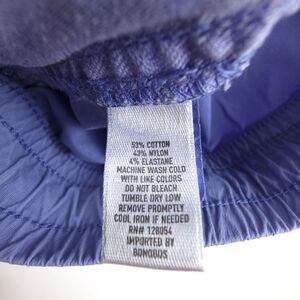 53% COTTON
43% NYLON
4% ELASTANE
MACHINE WASH COLD
WITH LIKE COLORS
DO NOT BLEACH
TUMBLE DRY LOW
REMOVE PROMPTLY
COOL IRON IF NEEDED
RN# 128054
IMPORTED BY
BONOBOS